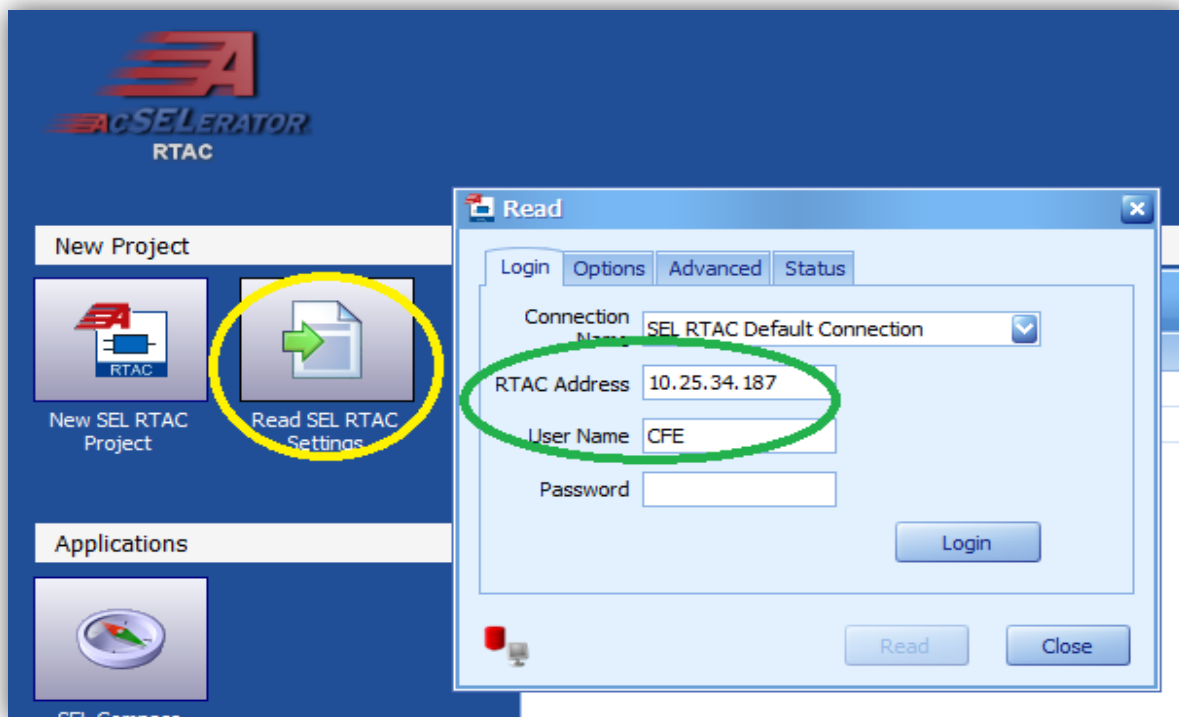 A
ACSELERATOR
RTAC
New Project
RTAC
New SEL RTAC
Project
Read SEL RTAC
Settings
Applications
SEL Compass
Read
Login Options Advanced Status
Connection
Name SEL RTAC Default Connection
RTAC Address 10.25.34.187
User Name CFE
Password
Login
Read Close